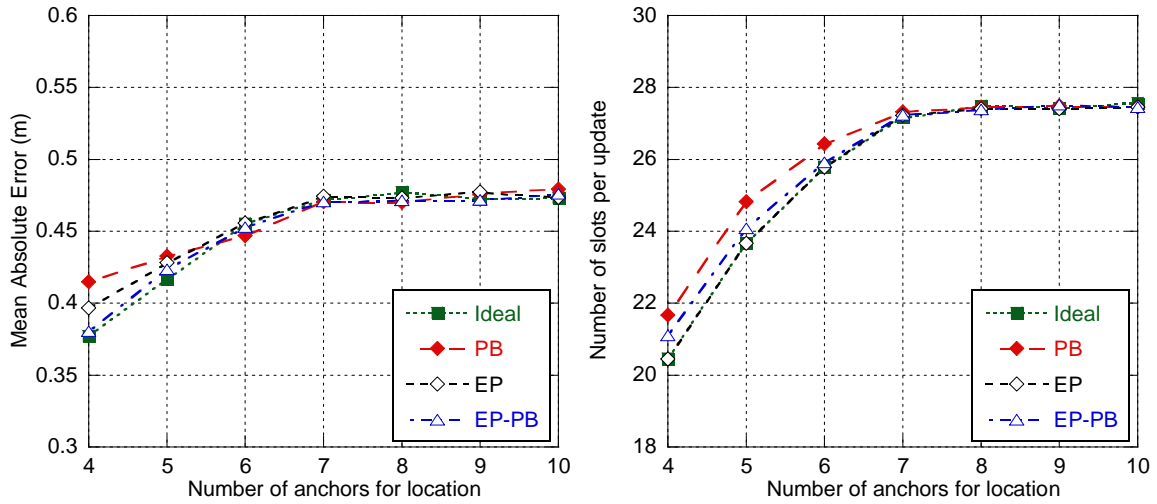 0.6
0.55
0.5
0.45
0.4
0.35
0.3
Mean Absolute Error (m)
4 5 6 7 8 9 10
Number of anchors for location
Ideal
PB
EP
EP-PB
30
28
26
24
22
20
18
Number of slots per update
4 5 6 7 8 9 10
Number of anchors for location
Ideal
PB
EP
EP-PB